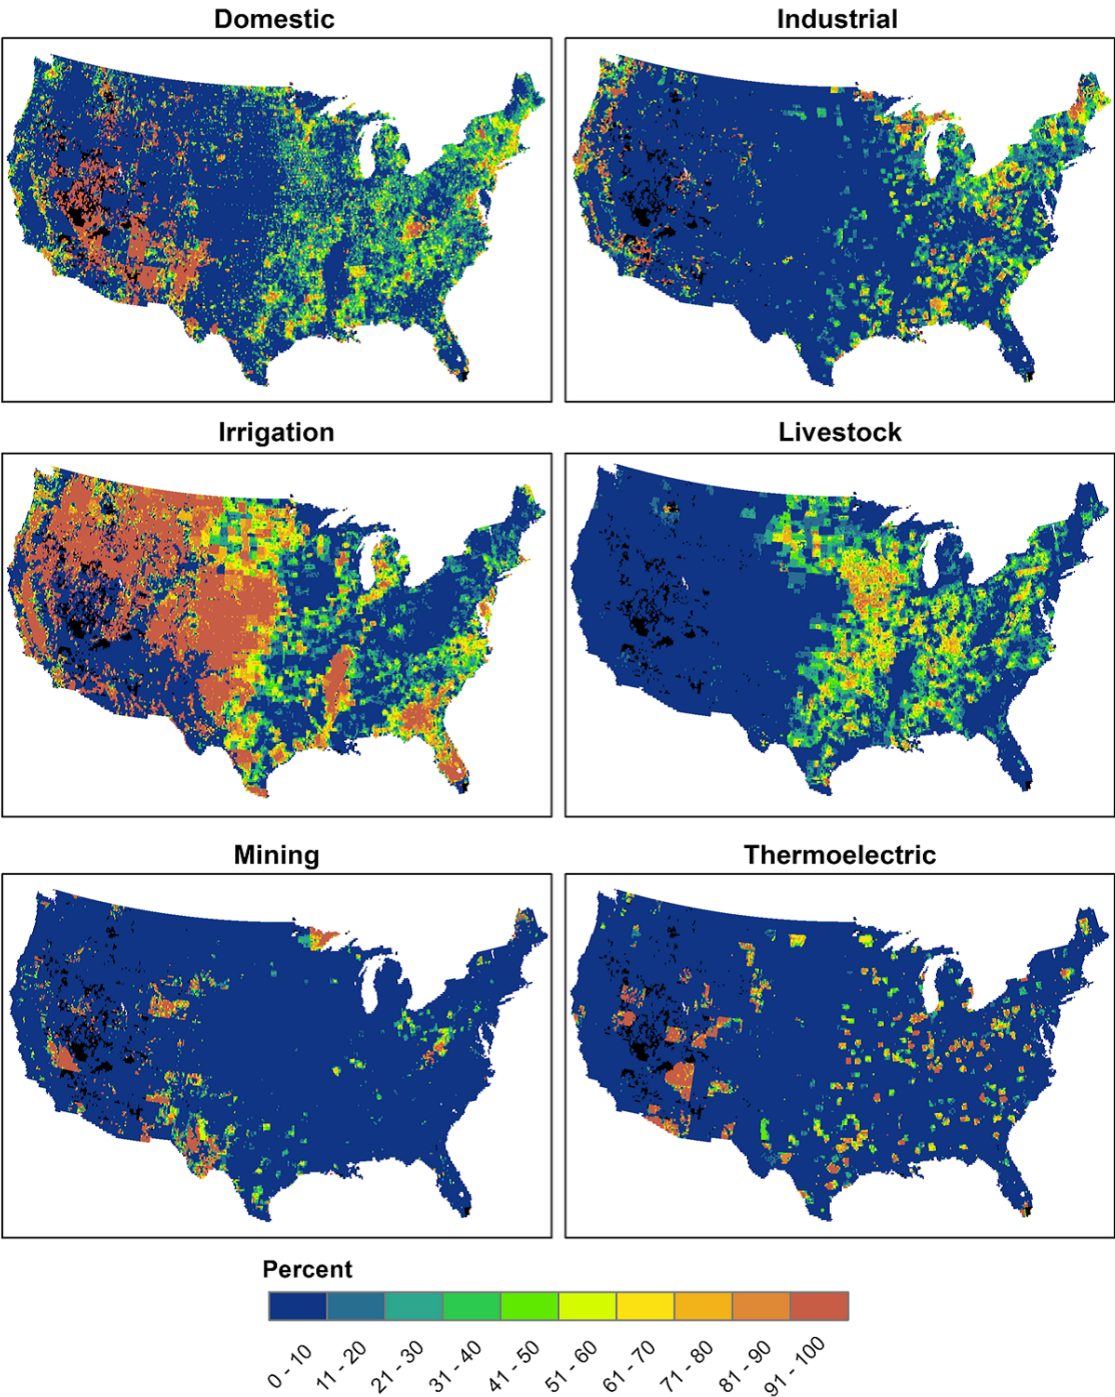 Domestic
Industrial
Irrigation
Livestock
Mining
Thermoelectric
Percent
0 - 10
11 - 20
21 - 30
31 - 40
41 - 50
51 - 60
61 - 70
71 - 80
81 - 90
91 - 100